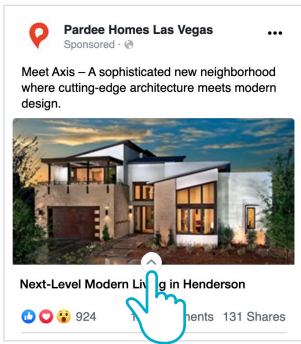 Pardee Homes Las Vegas
Sponsored ·
Meet Axis – A sophisticated new neighborhood
where cutting-edge architecture meets modern
design.
Next-Level Modern Living in Henderson
924 131 Shares